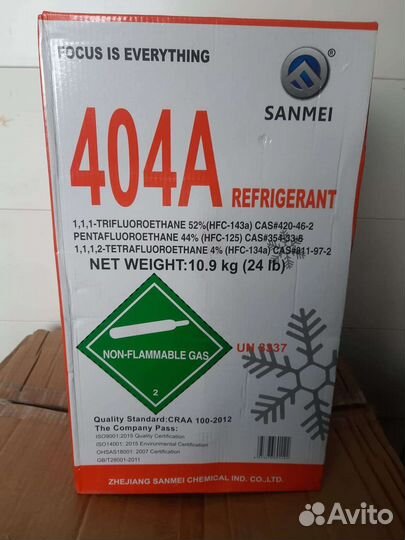 FOCUS IS EVERYTHING
®
SANMEI
404A REFRIGERANT
1,1,1-TRIFLUOROETHANE 52%(HFC-143a) CAS#420-46-2
PENTAFLUOROETHANE 44% (HFC-125) CAS#354-33-6
1,1,1,2-TETRAFLUOROETHANE 4% (HFC-134a) CAS#811-97-2
NET WEIGHT:10.9 kg (24 lb)
NON-FLAMMABLE GAS
2
UN 3337
Quality Standard:CRAA 100-2012
The Company Pass:
ISO9001:2015 Quality Certification
ISO14001: 2015 Environmental Certification
OHSAS18001: 2007 Certification
GB/T28001-2011
ZHEJIANG SANMEI CHEMICAL IND. CO., LTD.
Avito